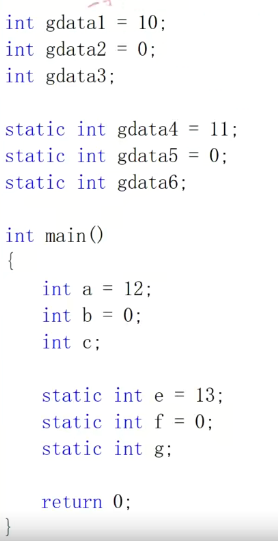 int gdata1 = 10;
int gdata2 = 0;
int gdata3;

static int gdata4 = 11;
static int gdata5 = 0;
static int gdata6;

int main()
{
    int a = 12;
    int b = 0;
    int c;

    static int e = 13;
    static int f = 0;
    static int g;

    return 0;
}